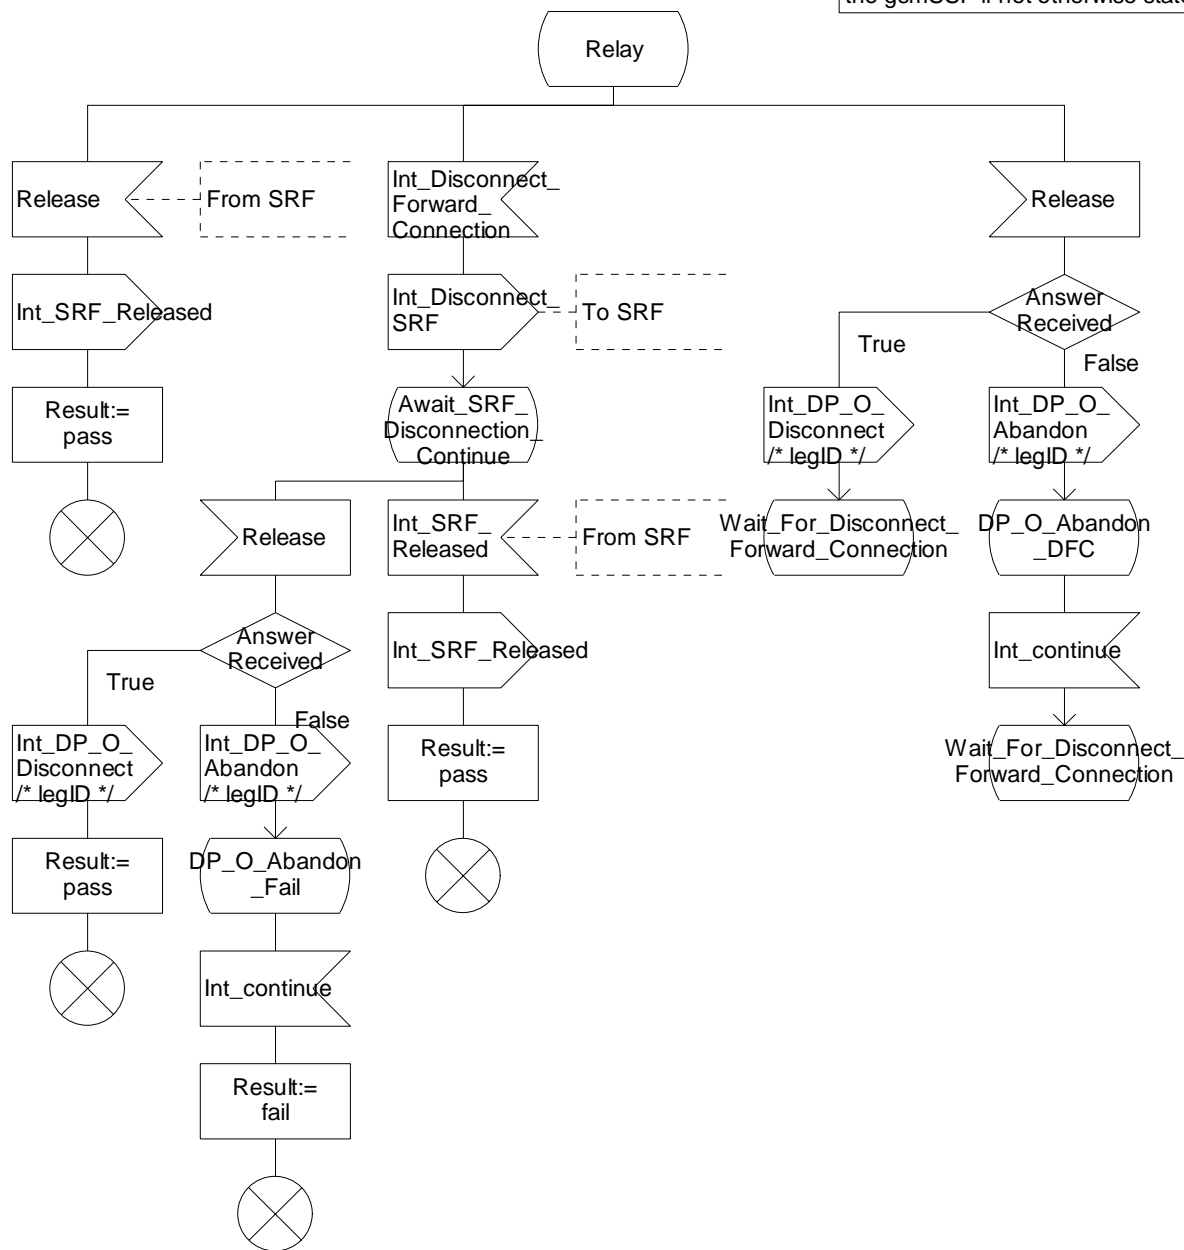 the gsmSSF if not otherwise state
Relay
Release
From SRF
Int_Disconnect_
Forward_
Connection
Release
Int_SRF_Released
Int_Disconnect_
SRF
To SRF
Answer
Received
True
False
Result:=
pass
Await_SRF_
Disconnection_
Continue
Int_DP_O_
Disconnect
/* legID */
Int_DP_O_
Abandon
/* legID */
Release
Int_SRF_
Released
From SRF
Wait_For_Disconnect_
Forward_Connection
DP_O_Abandon
_DFC
Answer
Received
Int_SRF_Released
Int_continue
True
False
Int_DP_O_
Disconnect
/* legID */
Int_DP_O_
Abandon
/* legID */
Result:=
pass
Wait_For_Disconnect_
Forward_Connection
Result:=
pass
DP_O_Abandon
_Fail
Int_continue
Result:=
fail